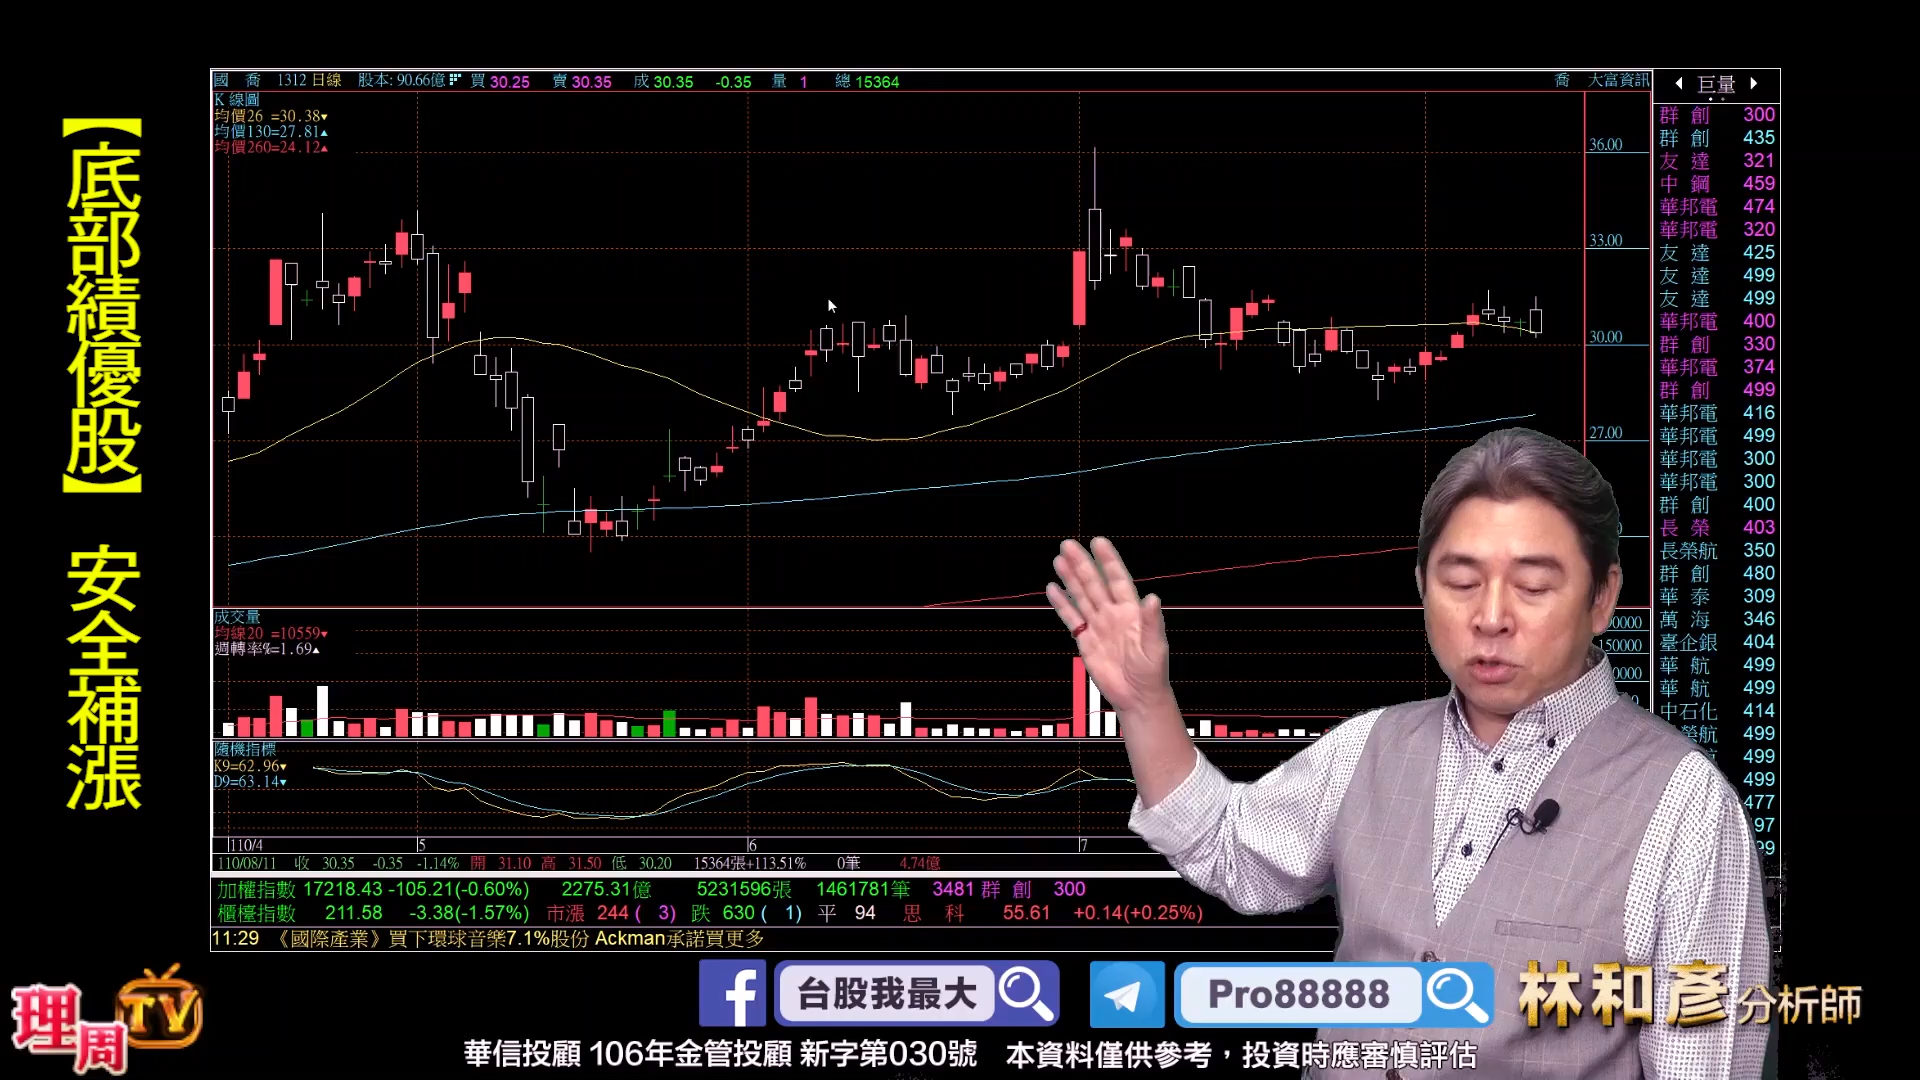 【底部績優股】 安全補漲
國 喬 1312 日線 股本: 90.66億 買 30.25 賣 30.35 成 30.35 -0.35 量 1 總 15364 喬 大富資訊
K 線圖
均價26 =30.38▾
均價130=27.81▴
均價260=24.12▴
36.00
33.00
30.00
27.00
成交量
均線20 =10559▾
週轉率%=1.69▴
150000
隨機指標
K9=62.96▾
D9=63.14▾
110/4 5 6 7
110/08/11 收 30.35 -0.35 -1.14% 開 31.10 高 31.50 低 30.20 15364張+113.51% 0筆 4.74億
加權指數 17218.43 -105.21(-0.60%) 2275.31億 5231596張 1461781筆 3481 群 創 300
櫃檯指數 211.58 -3.38(-1.57%) 市漲 244 ( 3) 跌 630 ( 1) 平 94 思 科 55.61 +0.14(+0.25%)
11:29 《國際產業》買下環球音樂7.1%股份 Ackman承諾買更多
巨量
群 創 300
群 創 435
友 達 321
中 鋼 459
華邦電 474
華邦電 320
友 達 425
友 達 499
友 達 499
華邦電 400
群 創 330
華邦電 374
群 創 499
華邦電 416
華邦電 499
華邦電 300
華邦電 300
群 創 400
長 榮 403
長榮航 350
群 創 480
華 泰 309
萬 海 346
臺企銀 404
華 航 499
華 航 499
中石化 414
榮航 499
499
499
477
理周TV
台股我最大
Pro88888
林和彥 分析師
華信投顧 106年金管投顧 新字第030號 本資料僅供參考,投資時應審慎評估